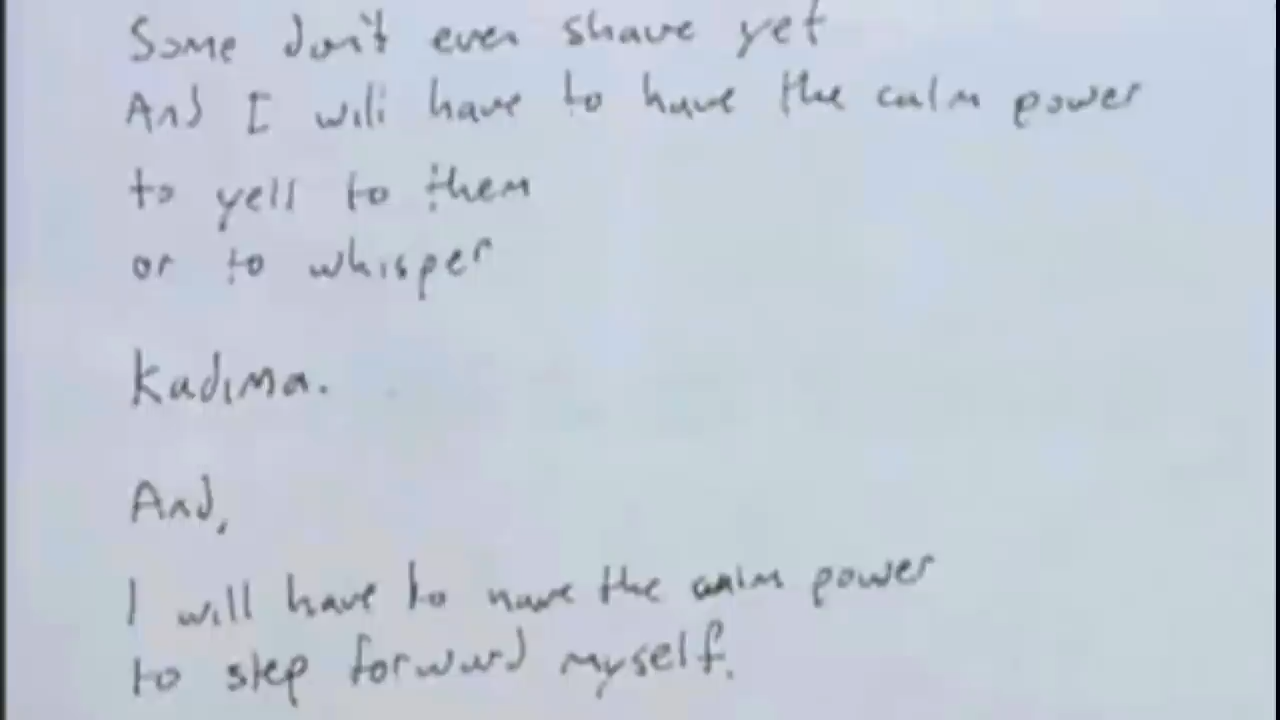 Some don't even shave yet
And I will have to have the calm power
to yell to them
or to whisper
Kadima.
And,
I will have to have the calm power
to step forward myself.